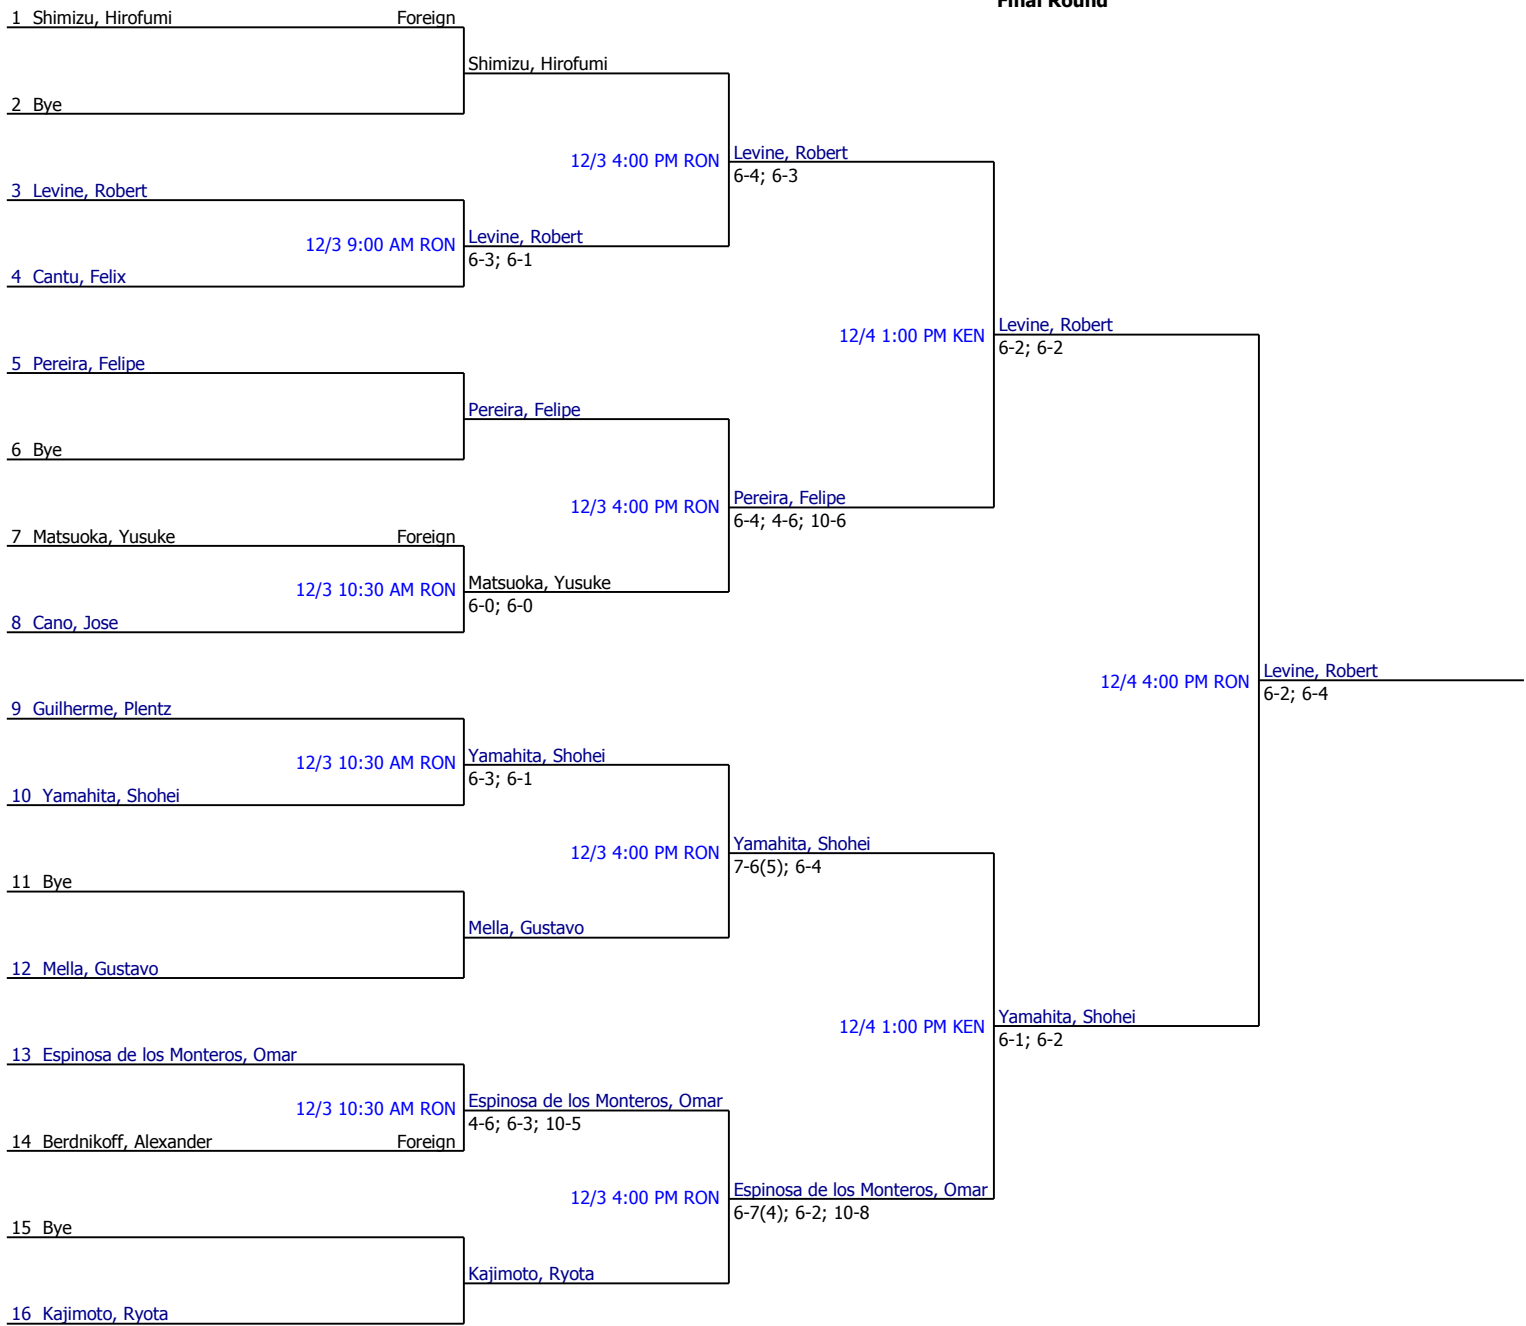 Final Round
1 Shimizu, Hirofumi Foreign
Shimizu, Hirofumi
2 Bye
12/3 4:00 PM RON
Levine, Robert
6-4; 6-3
3 Levine, Robert
12/3 9:00 AM RON
Levine, Robert
6-3; 6-1
4 Cantu, Felix
12/4 1:00 PM KEN
Levine, Robert
6-2; 6-2
5 Pereira, Felipe
Pereira, Felipe
6 Bye
12/3 4:00 PM RON
Pereira, Felipe
6-4; 4-6; 10-6
7 Matsuoka, Yusuke Foreign
12/3 10:30 AM RON
Matsuoka, Yusuke
6-0; 6-0
8 Cano, Jose
12/4 4:00 PM RON
Levine, Robert
6-2; 6-4
9 Guilherme, Plentz
12/3 10:30 AM RON
Yamahita, Shohei
6-3; 6-1
10 Yamahita, Shohei
12/3 4:00 PM RON
Yamahita, Shohei
7-6(5); 6-4
11 Bye
Mella, Gustavo
12 Mella, Gustavo
12/4 1:00 PM KEN
Yamahita, Shohei
6-1; 6-2
13 Espinosa de los Monteros, Omar
12/3 10:30 AM RON
Espinosa de los Monteros, Omar
4-6; 6-3; 10-5
14 Berdnikoff, Alexander Foreign
12/3 4:00 PM RON
Espinosa de los Monteros, Omar
6-7(4); 6-2; 10-8
15 Bye
Kajimoto, Ryota
16 Kajimoto, Ryota